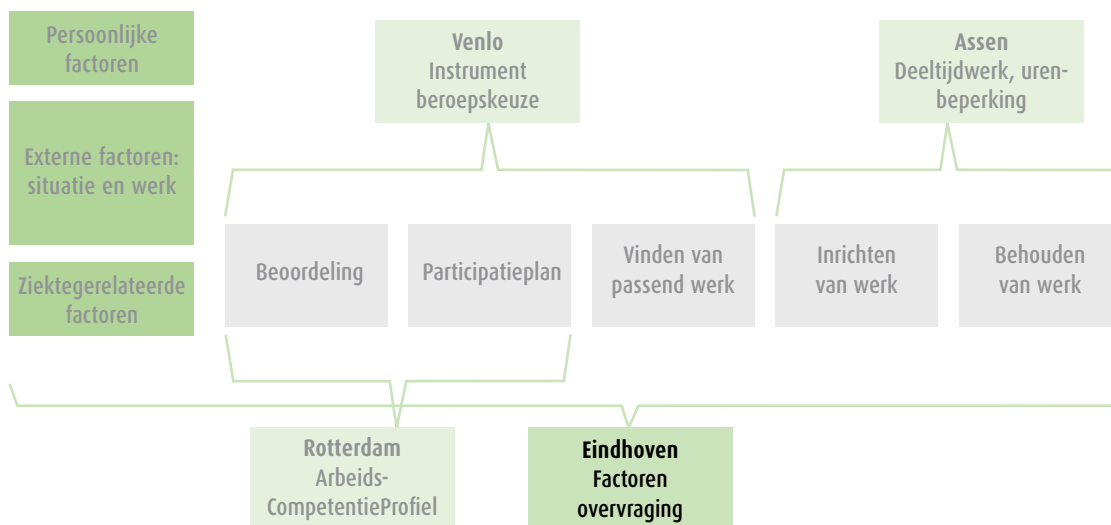 Persoonlijke
factoren
Externe factoren:
situatie en werk
Ziektegerelateerde
factoren
Venlo
Instrument
beroepskeuze
Assen
Deeltijdwerk, uren-
beperking
Beoordeling
Participatieplan
Vinden van
passend werk
Inrichten
van werk
Behouden
van werk
Rotterdam
Arbeids-
CompetentieProfiel
Eindhoven
Factoren
overvraging